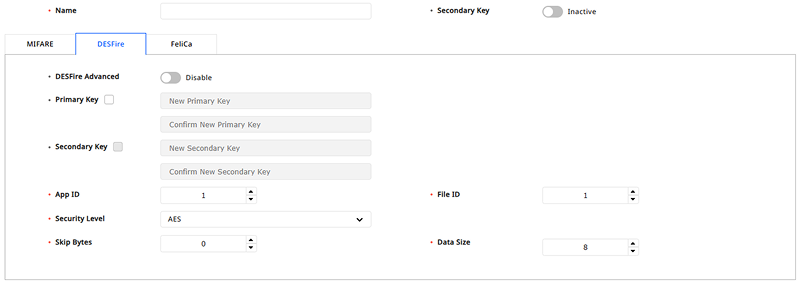 Name
Secondary Key Inactive
MIFARE DESFire FeliCa
DESFire Advanced Disable
Primary Key New Primary Key
Confirm New Primary Key
Secondary Key New Secondary Key
Confirm New Secondary Key
App ID 1 File ID 1
Security Level AES
Skip Bytes 0 Data Size 8